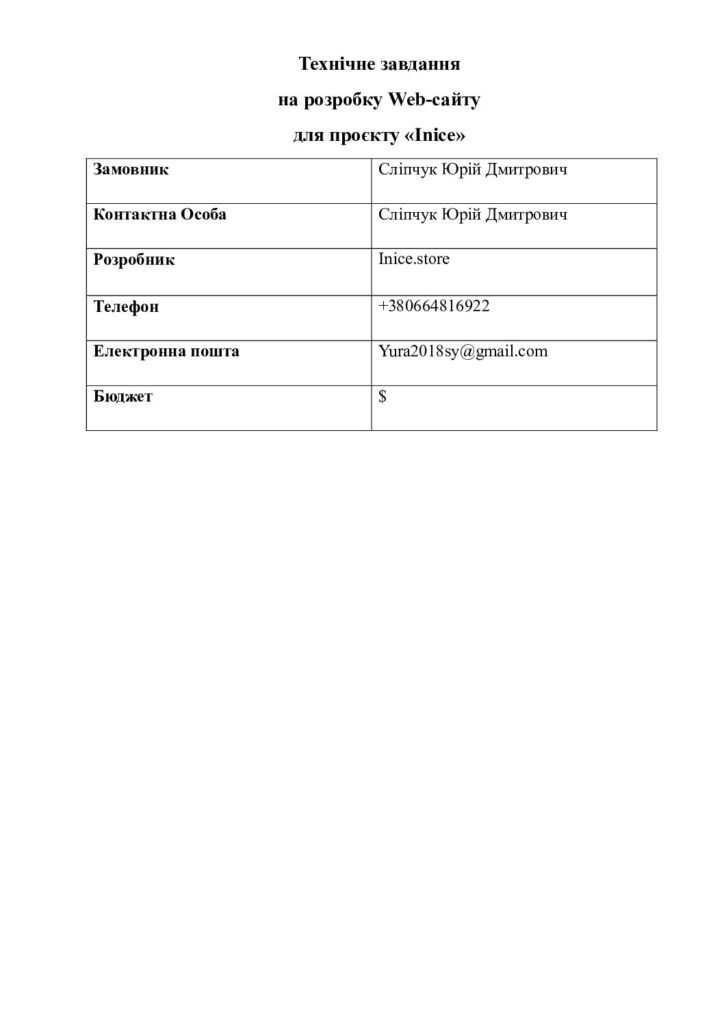 Технічне завдання
на розробку Web-сайту
для проєкту «Inice»
Замовник Сліпчук Юрій Дмитрович
Контактна Особа Сліпчук Юрій Дмитрович
Розробник Inice.store
Телефон +380664816922
Електронна пошта Yura2018sy@gmail.com
Бюджет $